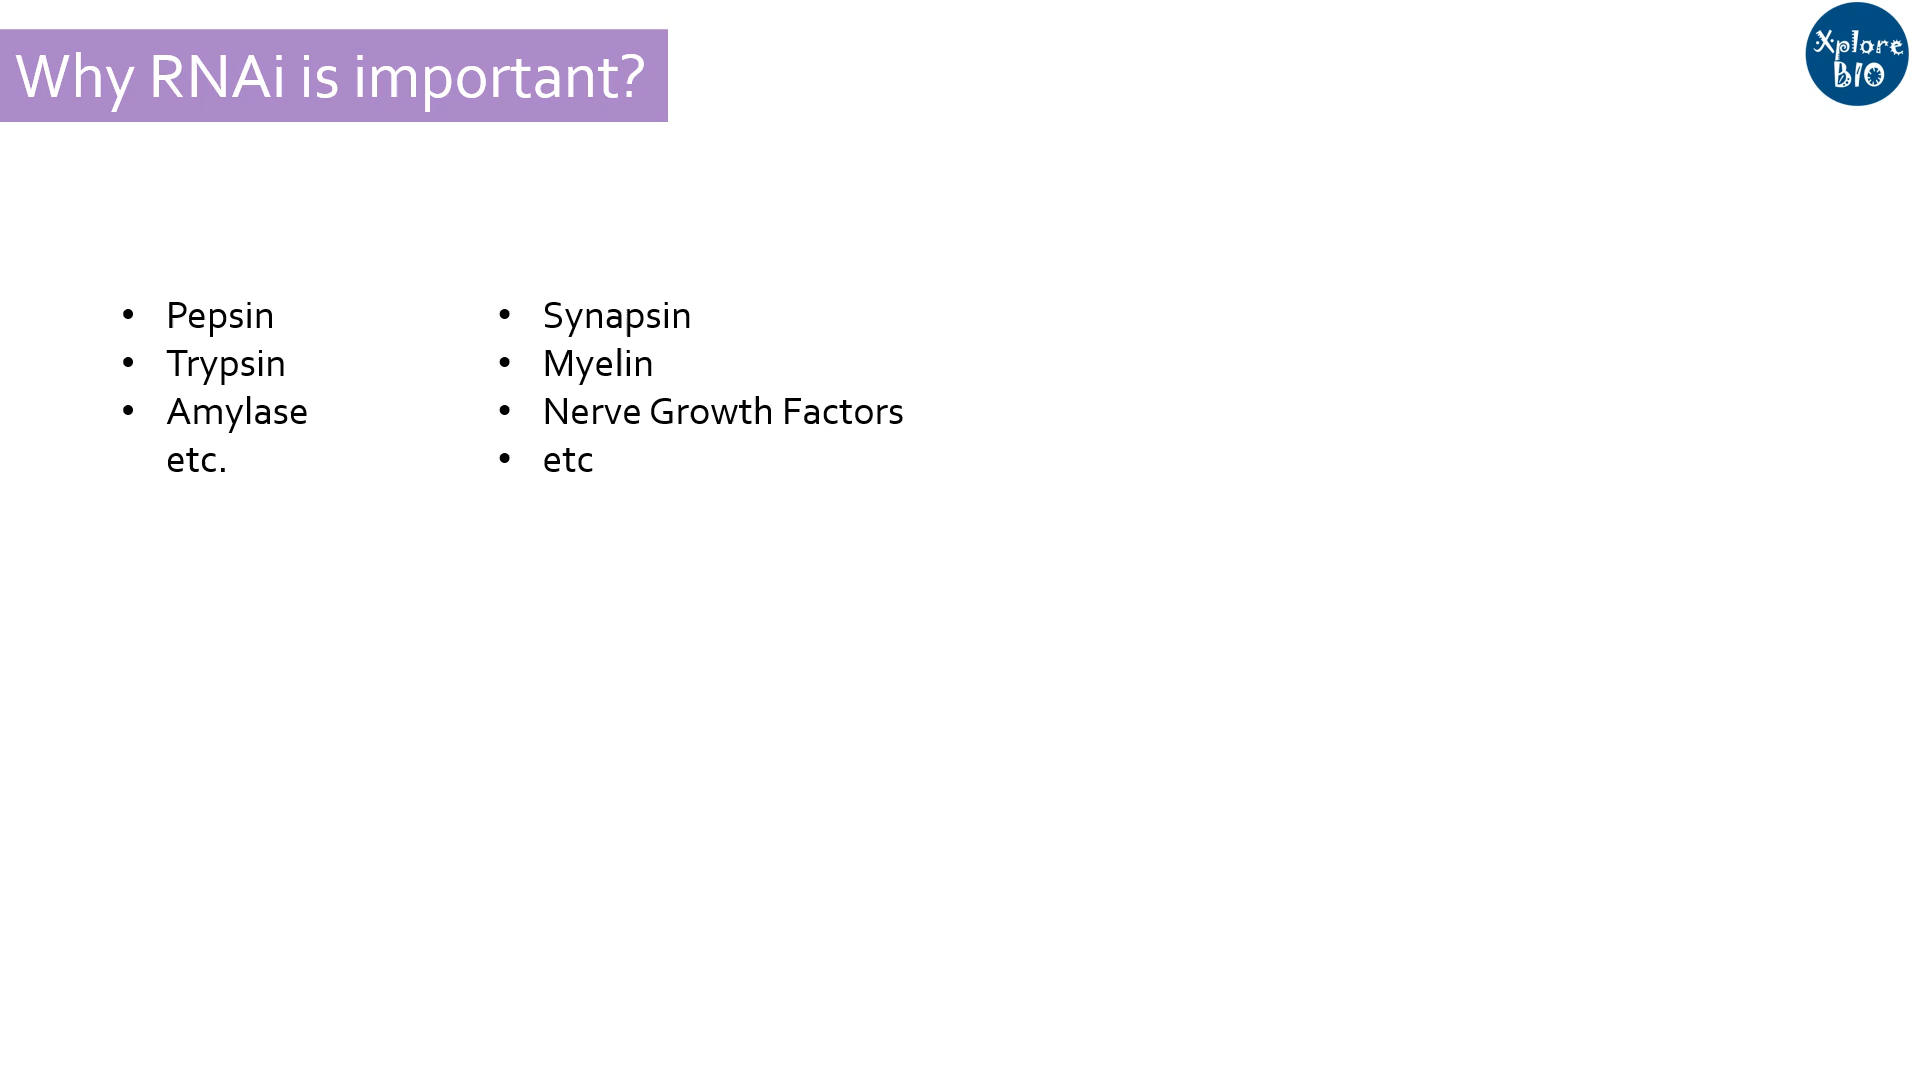 Why RNAi is important?
Xplore
BIO
• Pepsin
• Trypsin
• Amylase
etc.
• Synapsin
• Myelin
• Nerve Growth Factors
• etc